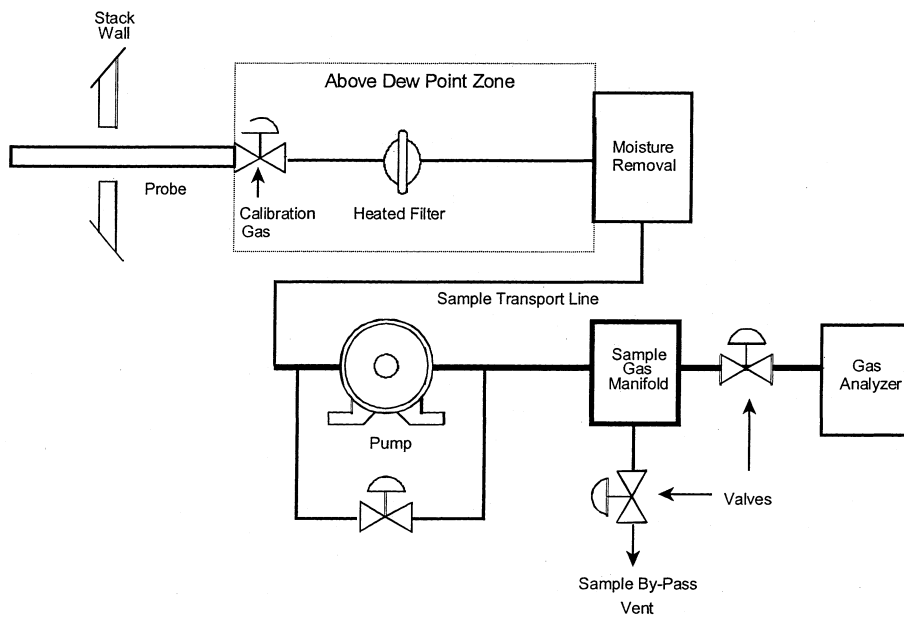 Stack
Wall
Above Dew Point Zone
Moisture
Removal
Probe
Calibration
Gas
Heated Filter
Sample Transport Line
Sample
Gas
Manifold
Gas
Analyzer
Pump
Valves
Sample By-Pass
Vent